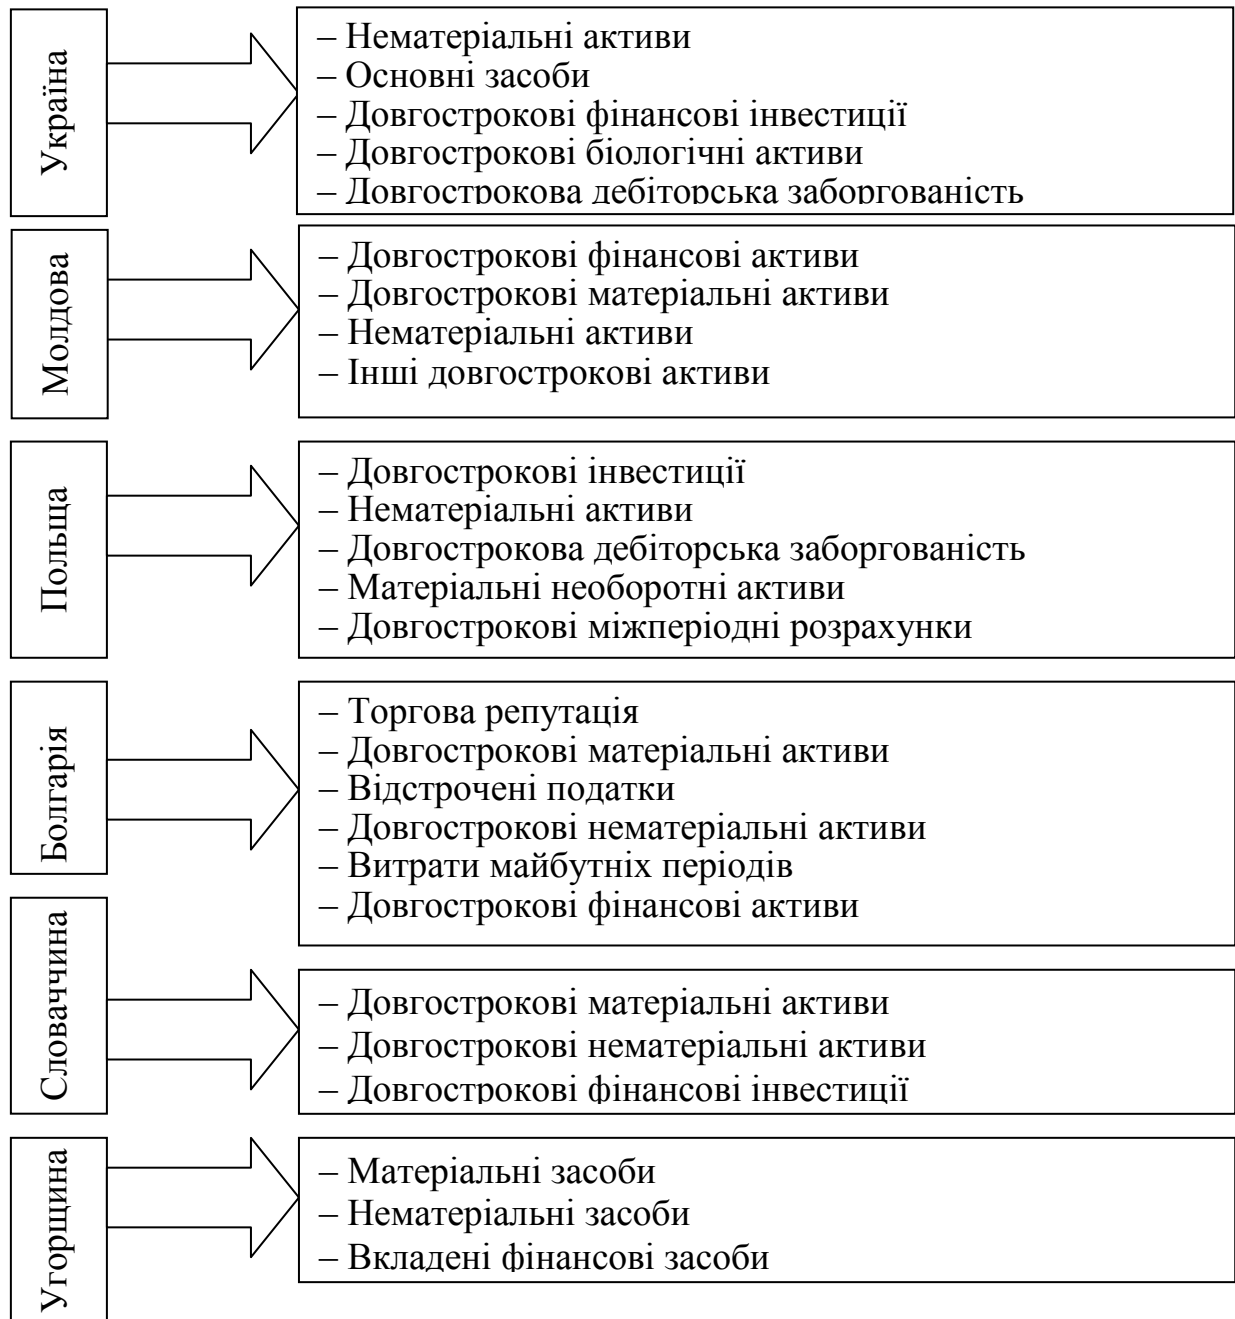 Україна
– Нематеріальні активи
– Основні засоби
– Довгострокові фінансові інвестиції
– Довгострокові біологічні активи
– Довгострокова дебіторська заборгованість
Молдова
– Довгострокові фінансові активи
– Довгострокові матеріальні активи
– Нематеріальні активи
– Інші довгострокові активи
Польща
– Довгострокові інвестиції
– Нематеріальні активи
– Довгострокова дебіторська заборгованість
– Матеріальні необоротні активи
– Довгострокові міжперіодні розрахунки
Болгарія
– Торгова репутація
– Довгострокові матеріальні активи
– Відстрочені податки
– Довгострокові нематеріальні активи
– Витрати майбутніх періодів
– Довгострокові фінансові активи
Словаччина
– Довгострокові матеріальні активи
– Довгострокові нематеріальні активи
– Довгострокові фінансові інвестиції
Угорщина
– Матеріальні засоби
– Нематеріальні засоби
– Вкладені фінансові засоби